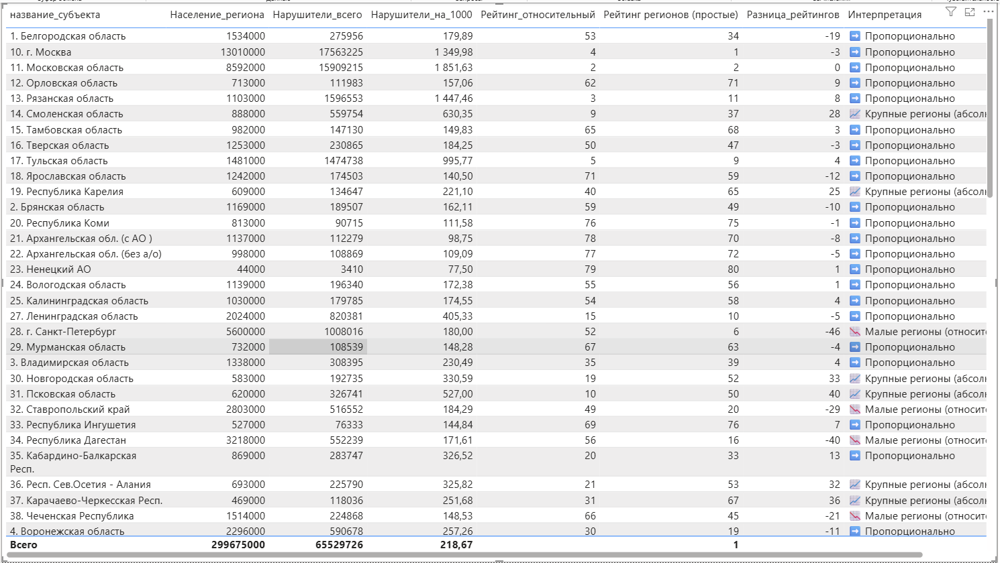 название_субъекта Население_региона Нарушители_всего Нарушители_на_1000 Рейтинг_относительный Рейтинг регионов (простые) Разница_рейтингов Интерпретация
1. Белгородская область 1534000 275956 179,89 53 34 -19 Пропорционально
10. г. Москва 13010000 17563225 1 349,98 4 1 -3 Пропорционально
11. Московская область 8592000 15909215 1 851,63 2 2 0 Пропорционально
12. Орловская область 713000 111983 157,06 62 71 9 Пропорционально
13. Рязанская область 1103000 1596553 1 447,46 3 11 8 Пропорционально
14. Смоленская область 888000 559754 630,35 9 37 28 Крупные регионы (абсол
15. Тамбовская область 982000 147130 149,83 65 68 3 Пропорционально
16. Тверская область 1253000 230865 184,25 50 47 -3 Пропорционально
17. Тульская область 1481000 1474738 995,77 5 9 4 Пропорционально
18. Ярославская область 1242000 174503 140,50 71 59 -12 Пропорционально
19. Республика Карелия 609000 134647 221,10 40 65 25 Крупные регионы (абсол
2. Брянская область 1169000 189507 162,11 59 49 -10 Пропорционально
20. Республика Коми 813000 90715 111,58 76 75 -1 Пропорционально
21. Архангельская обл. (с АО ) 1137000 112279 98,75 78 70 -8 Пропорционально
22. Архангельская обл. (без а/о) 998000 108869 109,09 77 72 -5 Пропорционально
23. Ненецкий АО 44000 3410 77,50 79 80 1 Пропорционально
24. Вологодская область 1139000 196340 172,38 55 56 1 Пропорционально
25. Калининградская область 1030000 179785 174,55 54 58 4 Пропорционально
27. Ленинградская область 2024000 820381 405,33 15 10 -5 Пропорционально
28. г. Санкт-Петербург 5600000 1008016 180,00 52 6 -46 Малые регионы (относит
29. Мурманская область 732000 108539 148,28 67 63 -4 Пропорционально
3. Владимирская область 1338000 308395 230,49 35 39 4 Пропорционально
30. Новгородская область 583000 192735 330,59 19 52 33 Крупные регионы (абсол
31. Псковская область 620000 326741 527,00 10 50 40 Крупные регионы (абсол
32. Ставропольский край 2803000 516552 184,29 49 20 -29 Малые регионы (относит
33. Республика Ингушетия 527000 76333 144,84 69 76 7 Пропорционально
34. Республика Дагестан 3218000 552239 171,61 56 16 -40 Малые регионы (относит
35. Кабардино-Балкарская 869000 283747 326,52 20 33 13 Пропорционально
Респ.
36. Респ. Сев.Осетия - Алания 693000 225790 325,82 21 53 32 Крупные регионы (абсол
37. Карачаево-Черкесская Респ. 469000 118036 251,68 31 67 36 Крупные регионы (абсол
38. Чеченская Республика 1514000 224868 148,53 66 45 -21 Малые регионы (относит
4. Воронежская область 2296000 590678 257,26 30 19 -11 Пропорционально
Всего 299675000 65529726 218,67 1